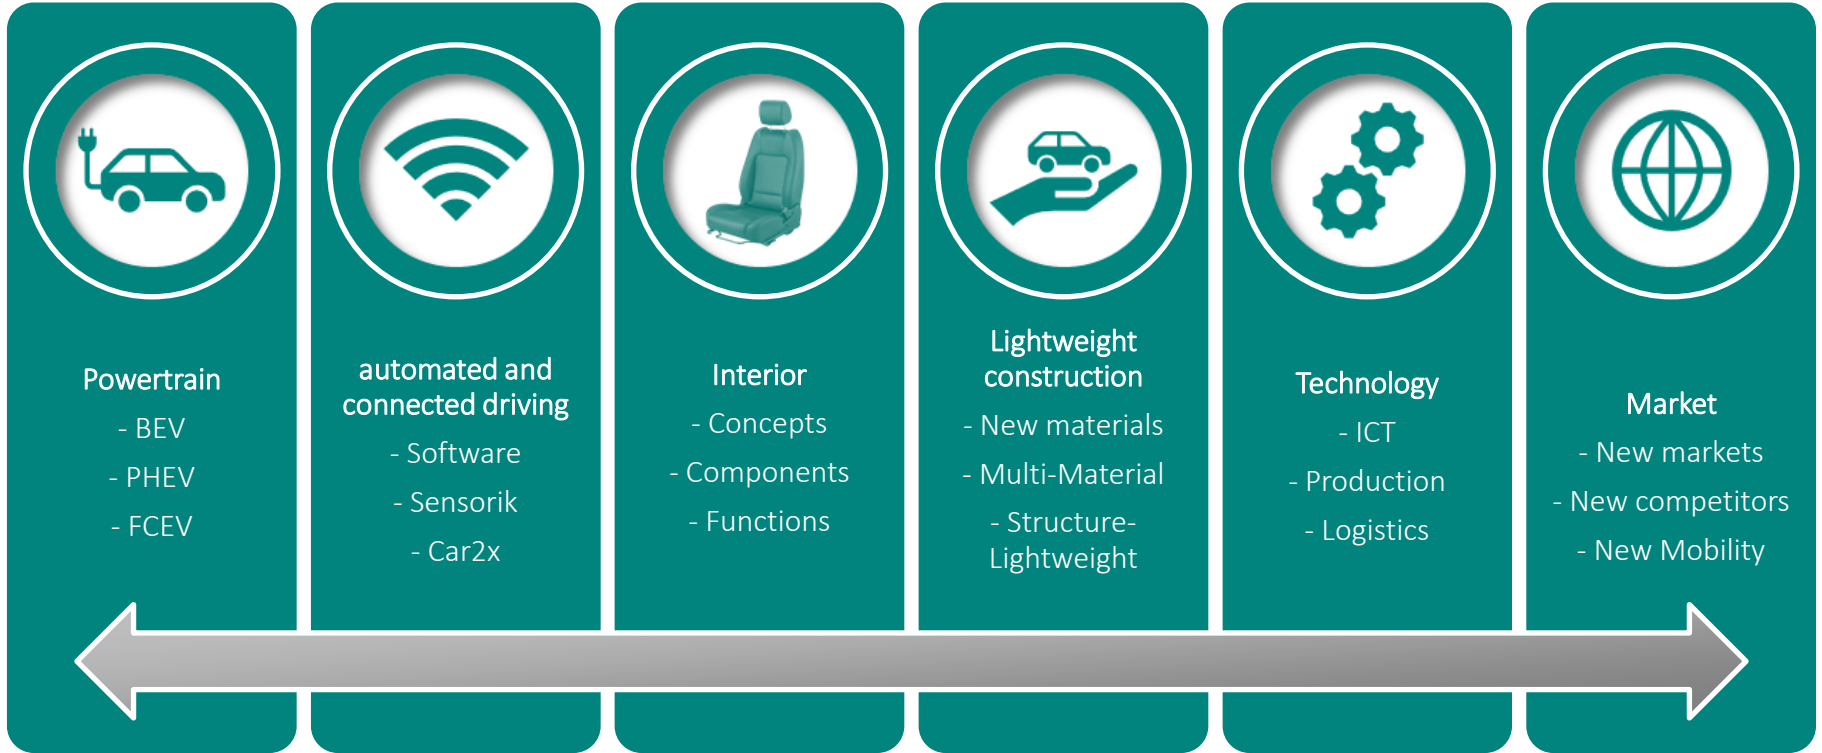 Powertrain
- BEV
- PHEV
- FCEV
automated and
connected driving
- Software
- Sensorik
- Car2x
Interior
- Concepts
- Components
- Functions
Lightweight
construction
- New materials
- Multi-Material
- Structure-
Lightweight
Technology
- ICT
- Production
- Logistics
Market
- New markets
- New competitors
- New Mobility